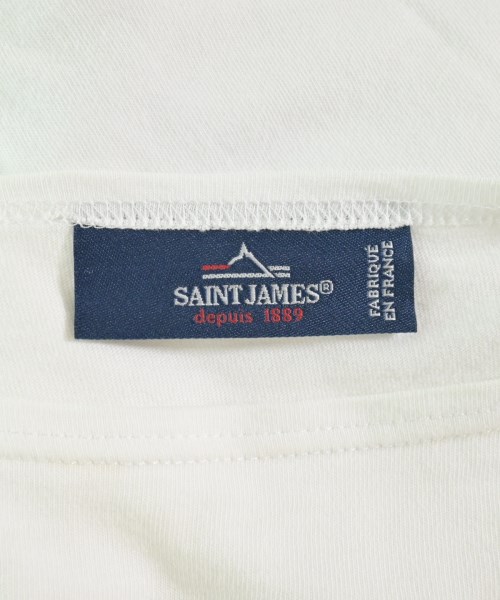 SAINT JAMES®
depuis 1889
FABRIQUÉ
EN FRANCE